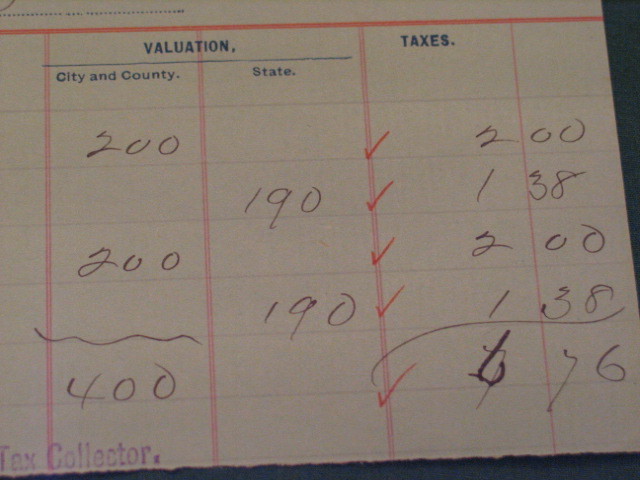 VALUATION. TAXES.
City and County. State.
200 2 00
190 1 38
200 2 00
190 1 38
400 6 76
Tax Collector.